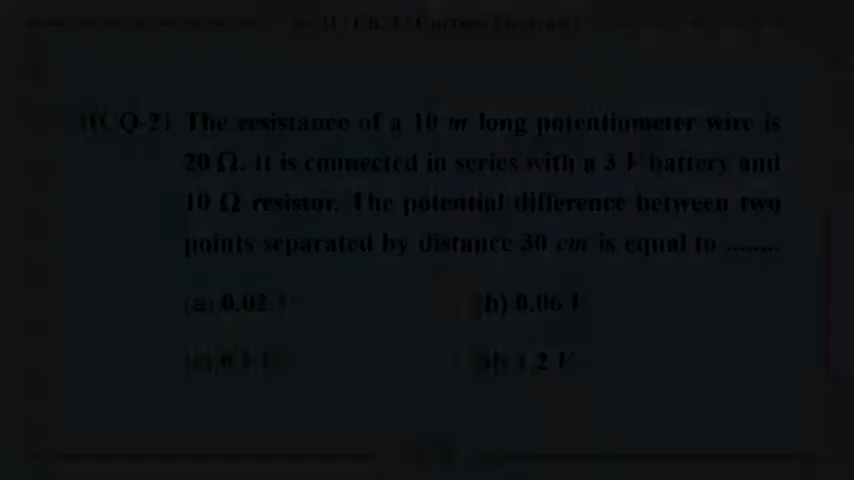 The resistance of a 10 m long potentiometer wire is
20 Ω. It is connected in series with a 3 V battery and
10 Ω resistor. The potential difference between two
points separated by distance 30 cm is equal to ........
(a) 0.02 V (b) 0.06 V
(d) 1.2 V